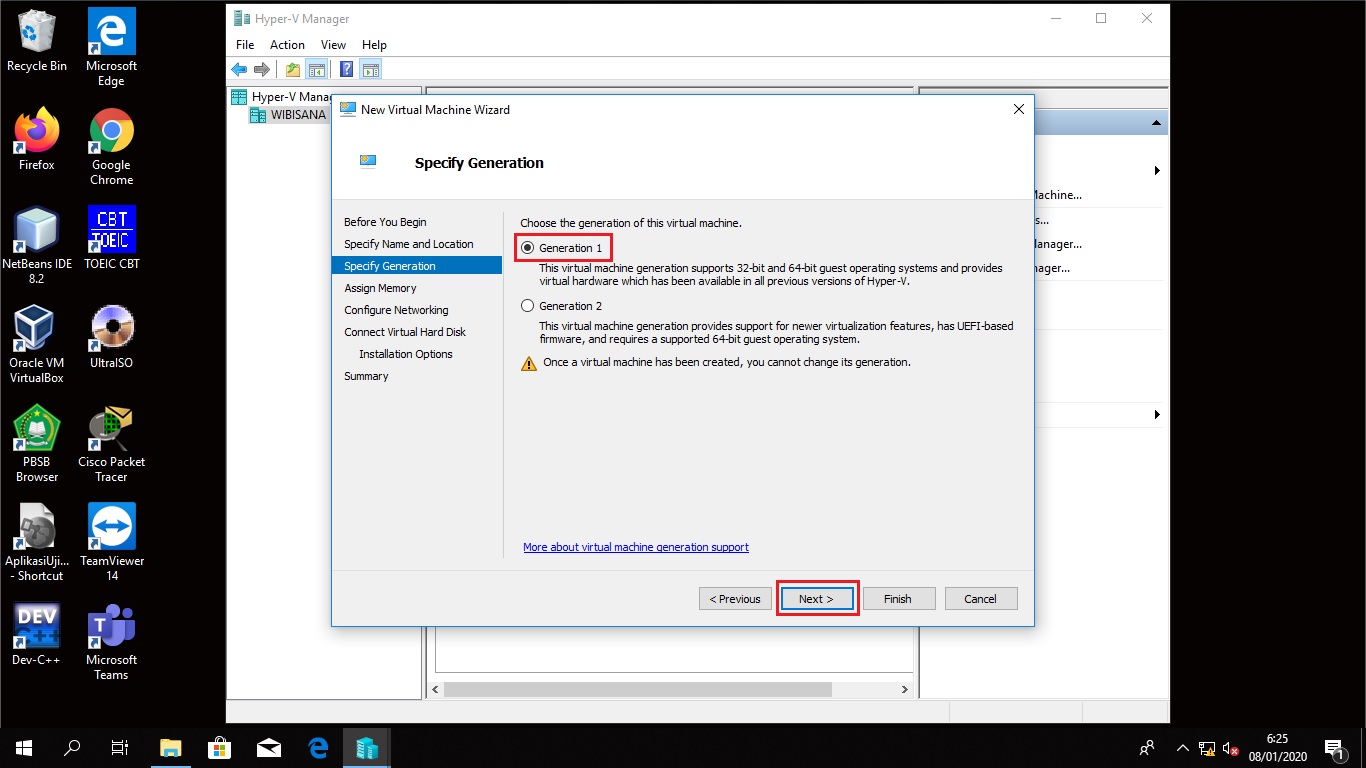 Recycle Bin
Microsoft
Edge
Firefox
Google
Chrome
CBT
TOEIC
NetBeans IDE
8.2
TOEIC CBT
Oracle VM
VirtualBox
UltraISO
PBSB
Browser
Cisco Packet
Tracer
AplikasiUji...
- Shortcut
TeamViewer
14
DEV
C++
Dev-C++
T
Microsoft
Teams
Hyper-V Manager
File Action View Help
Hyper-V Mana
WIBISANA
New Virtual Machine Wizard
Specify Generation
Before You Begin
Specify Name and Location
Specify Generation
Assign Memory
Configure Networking
Connect Virtual Hard Disk
Installation Options
Summary
Choose the generation of this virtual machine.
Generation 1
This virtual machine generation supports 32-bit and 64-bit guest operating systems and provides
virtual hardware which has been available in all previous versions of Hyper-V.
Generation 2
This virtual machine generation provides support for newer virtualization features, has UEFI-based
firmware, and requires a supported 64-bit guest operating system.
Once a virtual machine has been created, you cannot change its generation.
More about virtual machine generation support
< Previous
Next >
Finish
Cancel
Machine...
s...
anager...
ager...
6:25
08/01/2020
1